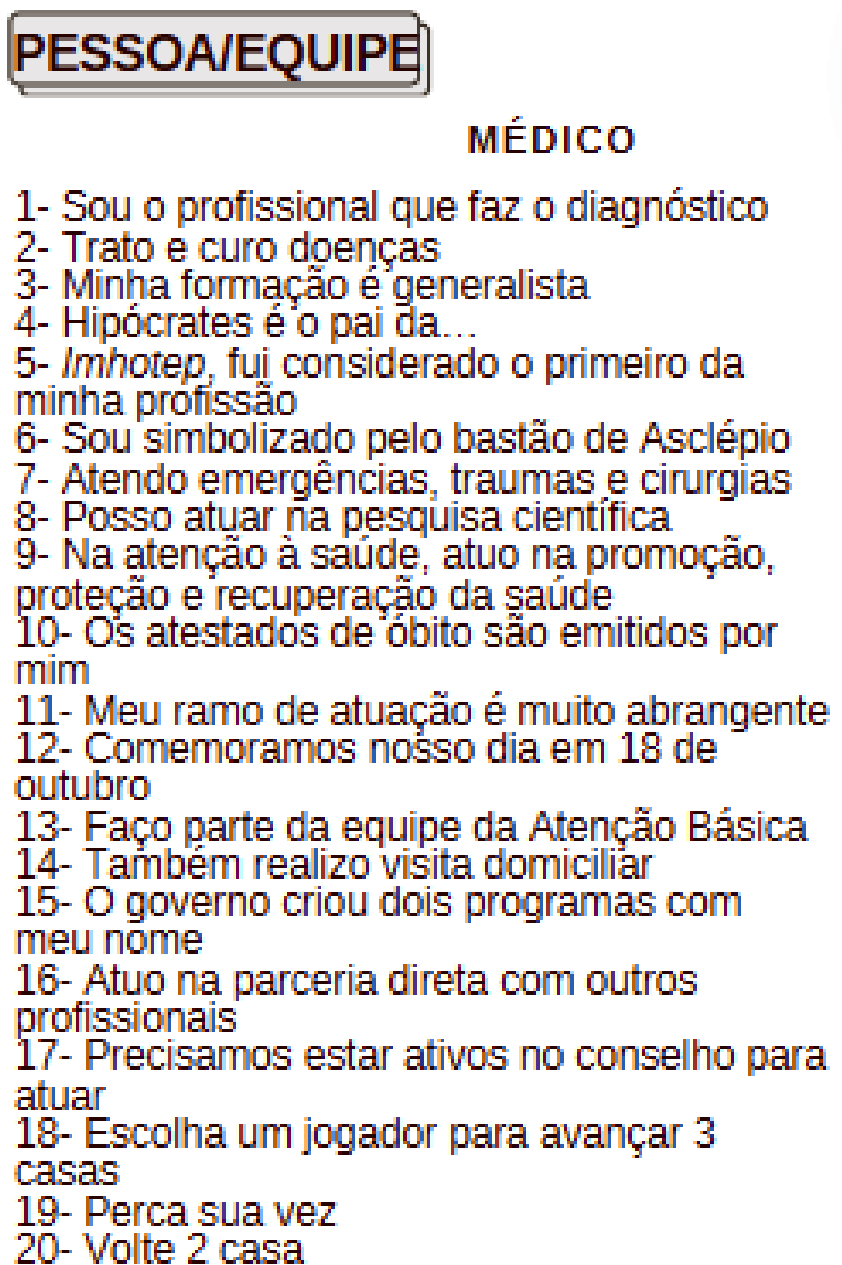 PESSOA/EQUIPE
MÉDICO
1- Sou o profissional que faz o diagnóstico
2- Trato e curo doenças
3- Minha formação é generalista
4- Hipócrates é o pai da...
5- Imhotep, fui considerado o primeiro da
minha profissão
6- Sou simbolizado pelo bastão de Asclépio
7- Atendo emergências, traumas e cirurgias
8- Posso atuar na pesquisa científica
9- Na atenção à saúde, atuo na promoção,
proteção e recuperação da saúde
10- Os atestados de óbito são emitidos por
mim
11- Meu ramo de atuação é muito abrangente
12- Comemoramos nosso dia em 18 de
outubro
13- Faço parte da equipe da Atenção Básica
14- Também realizo visita domiciliar
15- O governo criou dois programas com
meu nome
16- Atuo na parceria direta com outros
profissionais
17- Precisamos estar ativos no conselho para
atuar
18- Escolha um jogador para avançar 3
casas
19- Perca sua vez
20- Volte 2 casa